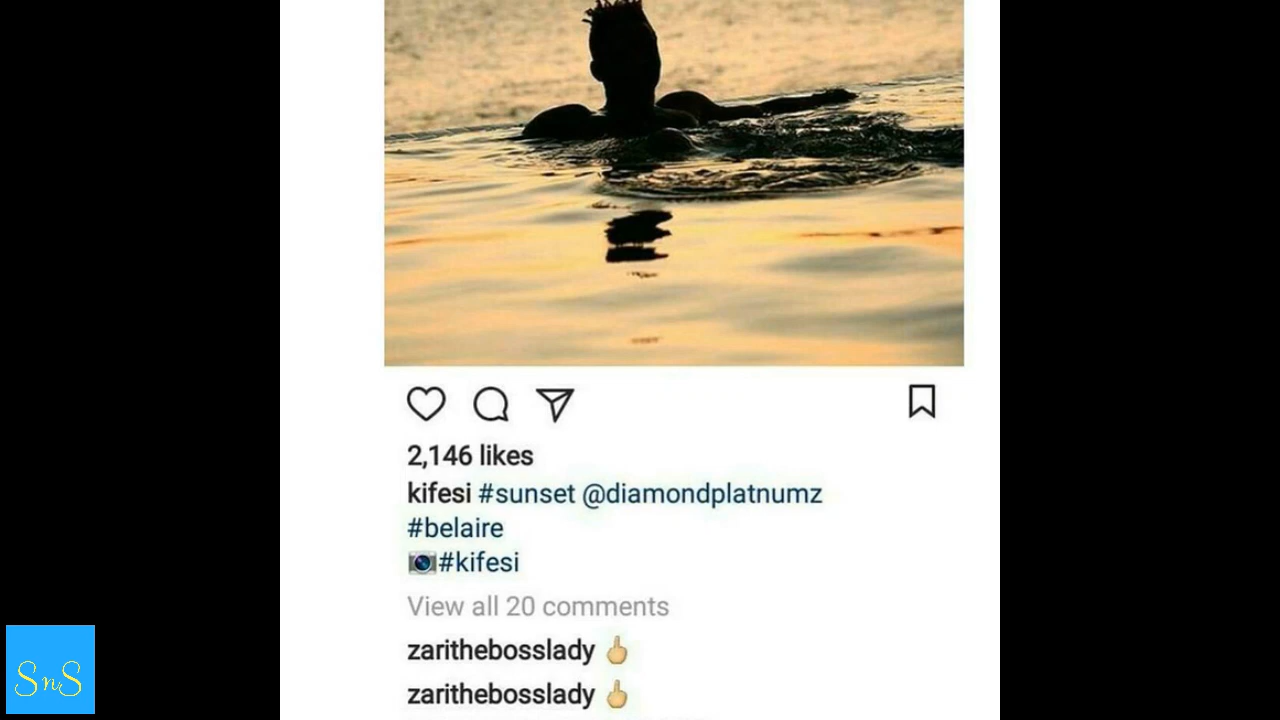 2,146 likes
kifesi #sunset @diamondplatnumz
#belaire
📷#kifesi
View all 20 comments
zarithebosslady 🖕🏼
zarithebosslady 🖕🏼
SnS